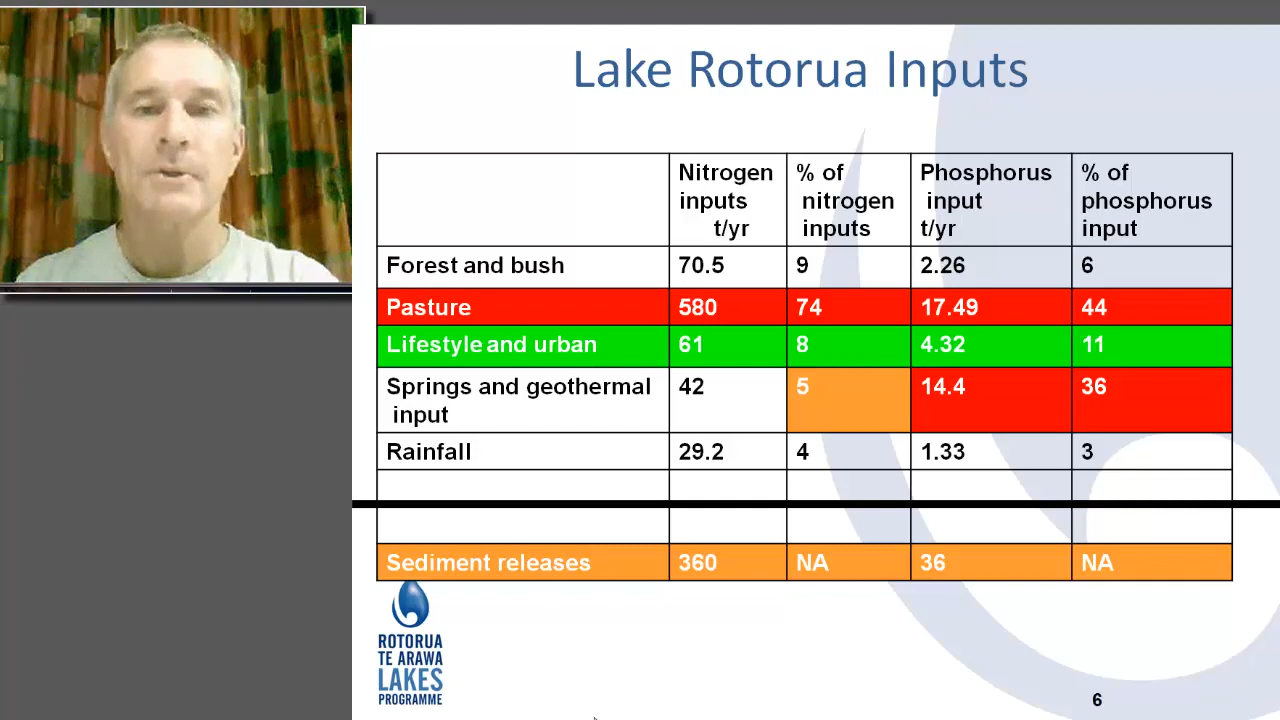 Lake Rotorua Inputs
Nitrogen inputs t/yr
% of nitrogen inputs
Phosphorus input t/yr
% of phosphorus input
Forest and bush 70.5 9 2.26 6
Pasture 580 74 17.49 44
Lifestyle and urban 61 8 4.32 11
Springs and geothermal input 42 5 14.4 36
Rainfall 29.2 4 1.33 3
Sediment releases 360 NA 36 NA
ROTORUA
TE ARAWA
LAKES
PROGRAMME
6